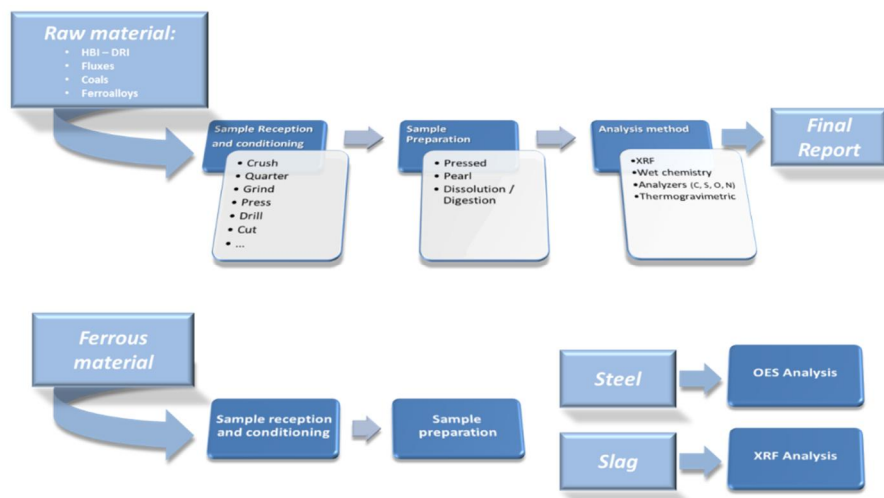 Raw material:
• HBI – DRI
• Fluxes
• Coals
• Ferroalloys
Sample Reception
and conditioning
• Crush
• Quarter
• Grind
• Press
• Drill
• Cut
• ...
Sample
Preparation
• Pressed
• Pearl
• Dissolution /
Digestion
Analysis method
•XRF
•Wet chemistry
•Analyzers (C, S, O, N)
•Thermogravimetric
Final
Report
Ferrous
material
Sample reception
and conditioning
Sample
preparation
Steel
OES Analysis
Slag
XRF Analysis